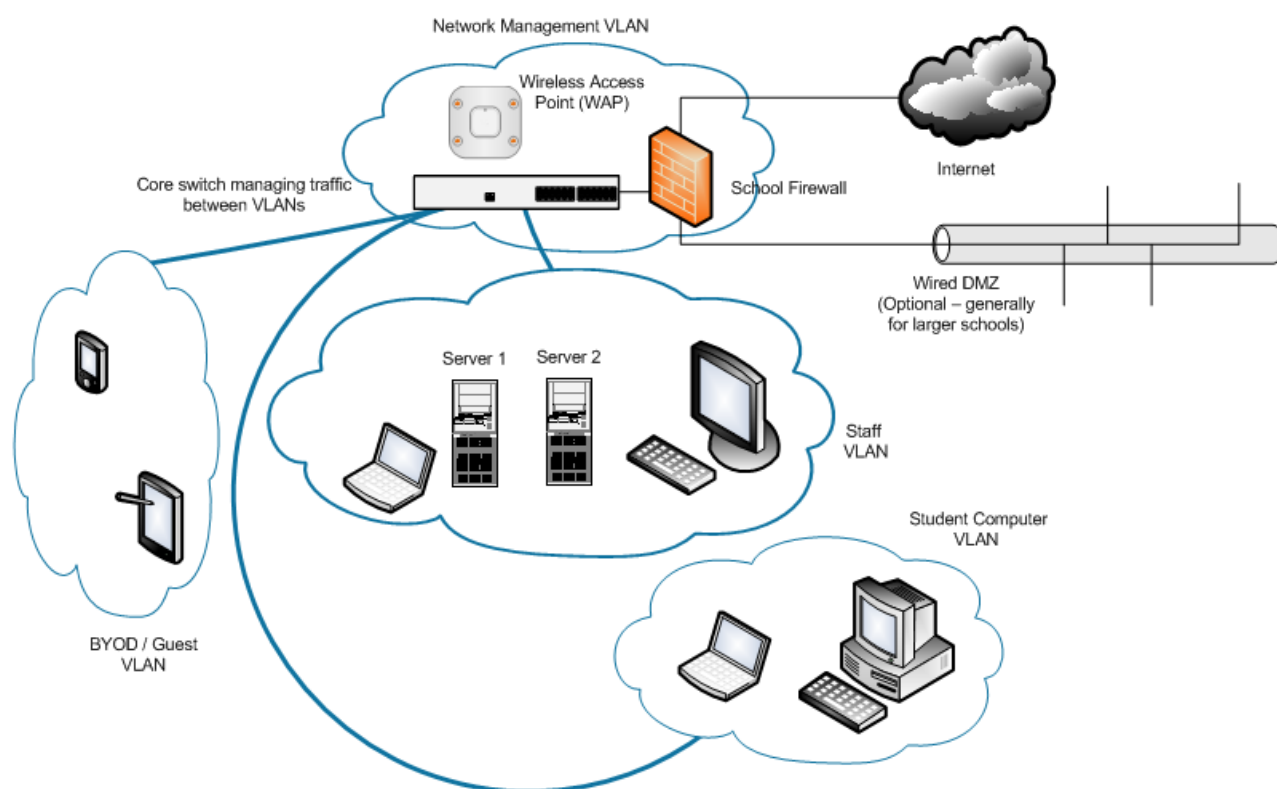 Network Management VLAN
Wireless Access
Point (WAP)
Internet
School Firewall
Core switch managing traffic
between VLANs
Wired DMZ
(Optional – generally
for larger schools)
Server 1
Server 2
Staff
VLAN
Student Computer
VLAN
BYOD / Guest
VLAN